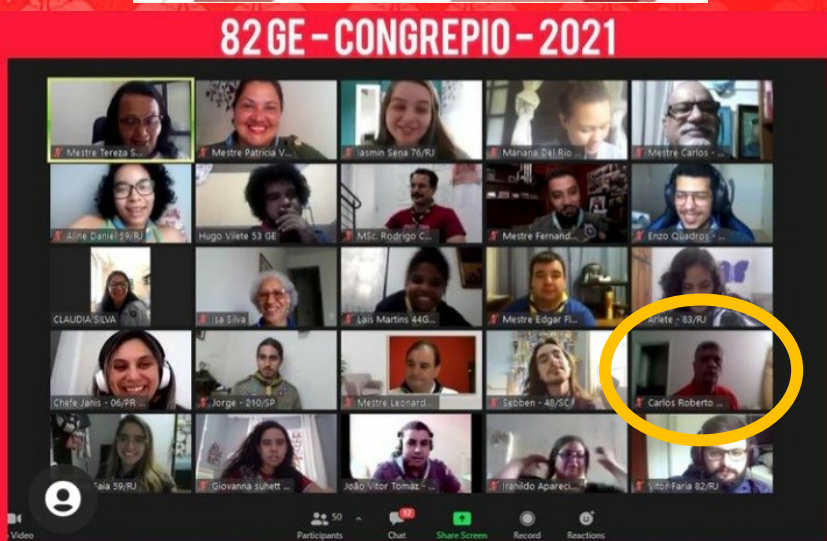 82 GE – CONGREPIO – 2021
Mestre Tereza S...
Mestre Patricia V...
Iasmin Sena 76/RJ
Mariana Del Rio ...
Mestre Carlos - ...
Aline Daniel 59/RJ
Hugo Vilete 53 GE
MSc. Rodrigo C...
Mestre Fernand...
Enzo Quadros - ...
CLAUDIA SILVA
Isa Silva
Lais Martins 44G...
Mestre Edgar Fl...
Arlete - 83/RJ
Chefe Janis - 06/PR ...
Jorge - 210/SP
Mestre Leonard...
Sebben - 48/SC
Carlos Roberto ...
aia 59/RJ
Giovanna suhett ...
João Vitor Tomaz - ...
Iranildo Apareci...
Vitor Faria 82/RJ
50
12
Video
Participants
Chat
Share Screen
Record
Reactions